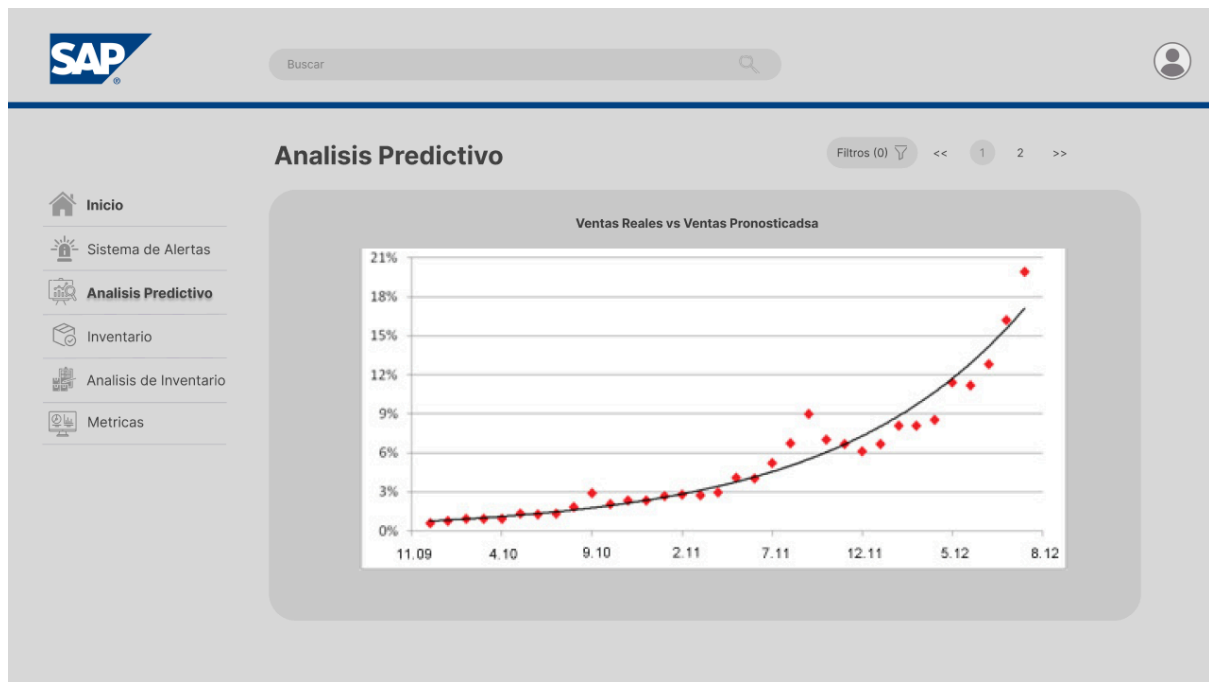 SAP
®
Buscar
Analisis Predictivo
Filtros (0)
<<
1
2
>>
Inicio
Sistema de Alertas
Analisis Predictivo
Inventario
Analisis de Inventario
Metricas
Ventas Reales vs Ventas Pronosticadsa
21%
18%
15%
12%
9%
6%
3%
0%
11.09 4.10 9.10 2.11 7.11 12.11 5.12 8.12